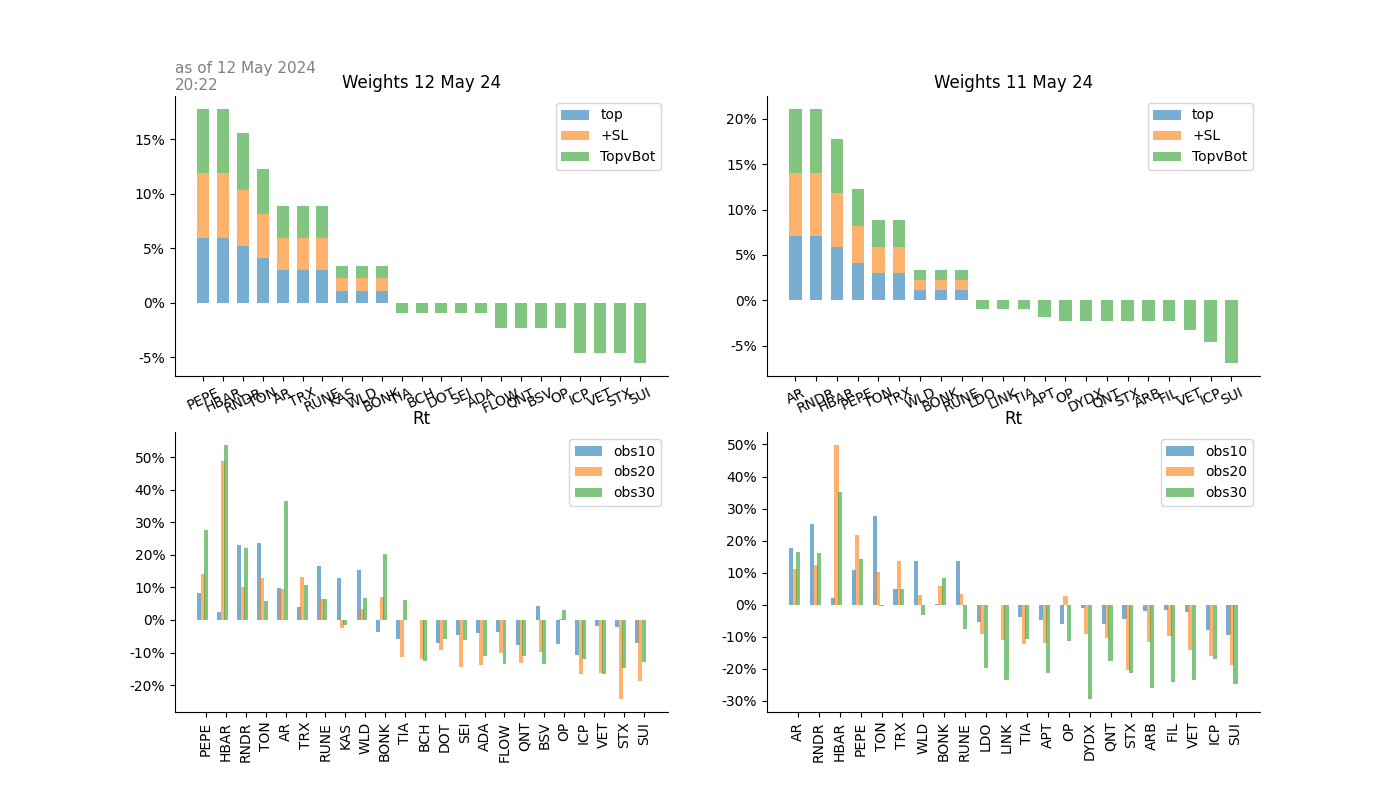 as of 12 May 2024
20:22
Weights 12 May 24
top
+SL
TopvBot
15%
10%
5%
0%
-5%
PEPE HBAR RNDR TON AR TRX RUNE KAS WLD BONK TIA BCH DOT SEI ADA FLOW QNT BSV OP ICP VET STX SUI
Weights 11 May 24
top
+SL
TopvBot
20%
15%
10%
5%
0%
-5%
AR RNDR HBAR PEPE TON TRX WLD BONK RUNE LDO LINK TIA APT OP DYDX QNT STX ARB FIL VET ICP SUI
Rt
obs10
obs20
obs30
50%
40%
30%
20%
10%
0%
-10%
-20%
PEPE HBAR RNDR TON AR TRX RUNE KAS WLD BONK TIA BCH DOT SEI ADA FLOW QNT BSV OP ICP VET STX SUI
Rt
obs10
obs20
obs30
50%
40%
30%
20%
10%
0%
-10%
-20%
-30%
AR RNDR HBAR PEPE TON TRX WLD BONK RUNE LDO LINK TIA APT OP DYDX QNT STX ARB FIL VET ICP SUI